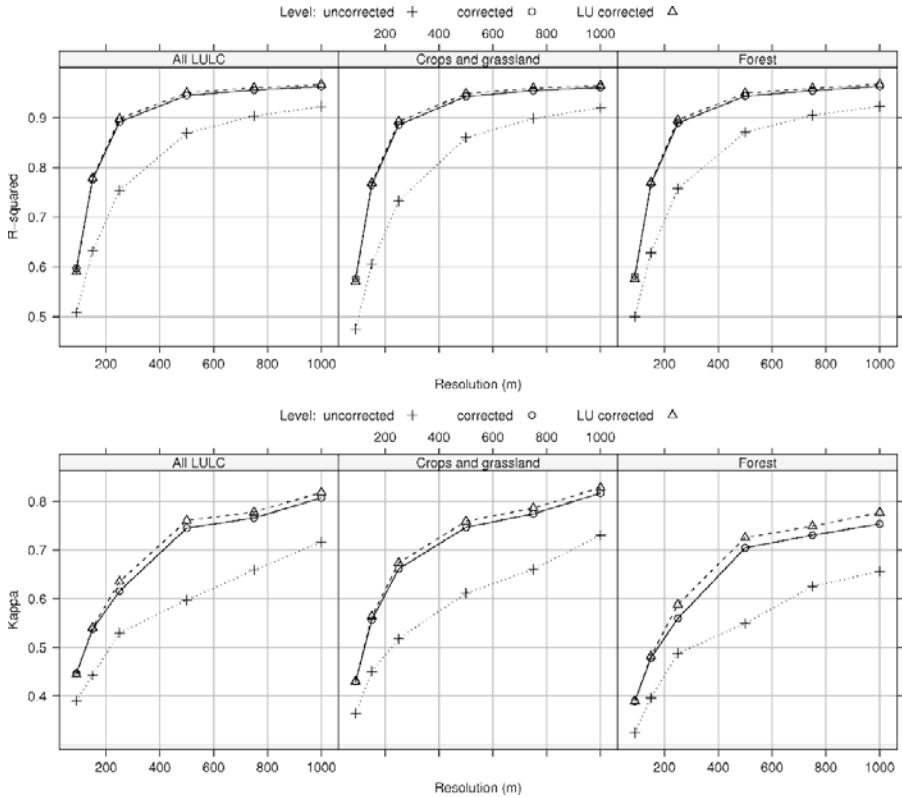 Level: uncorrected + corrected o LU corrected △
200 400 600 800 1000
All LULC Crops and grassland Forest
0.9
0.8
0.7
0.6
0.5
R-squared
200 400 600 800 1000 200 400 600 800 1000
Resolution (m)
Level: uncorrected + corrected o LU corrected △
200 400 600 800 1000
All LULC Crops and grassland Forest
0.8
0.7
0.6
0.5
0.4
Kappa
200 400 600 800 1000 200 400 600 800 1000
Resolution (m)